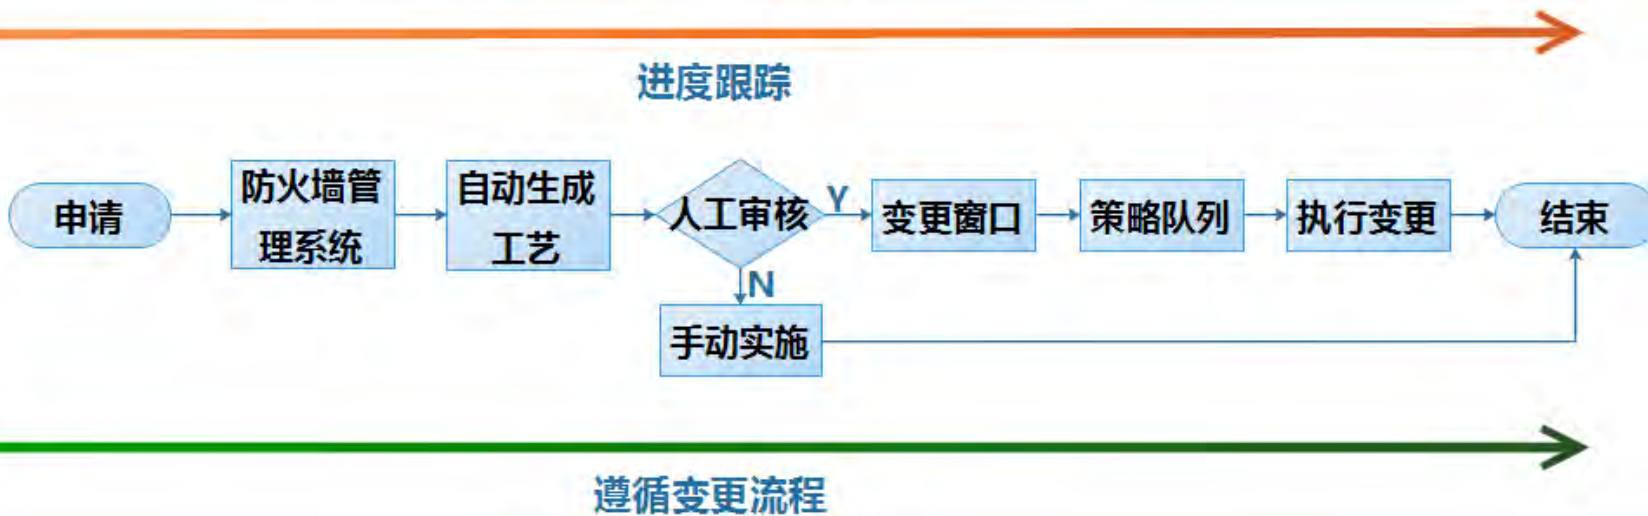 进度跟踪
申请
防火墙管
理系统
自动生成
工艺
人工审核
Y
变更窗口
策略队列
执行变更
结束
N
手动实施
遵循变更流程